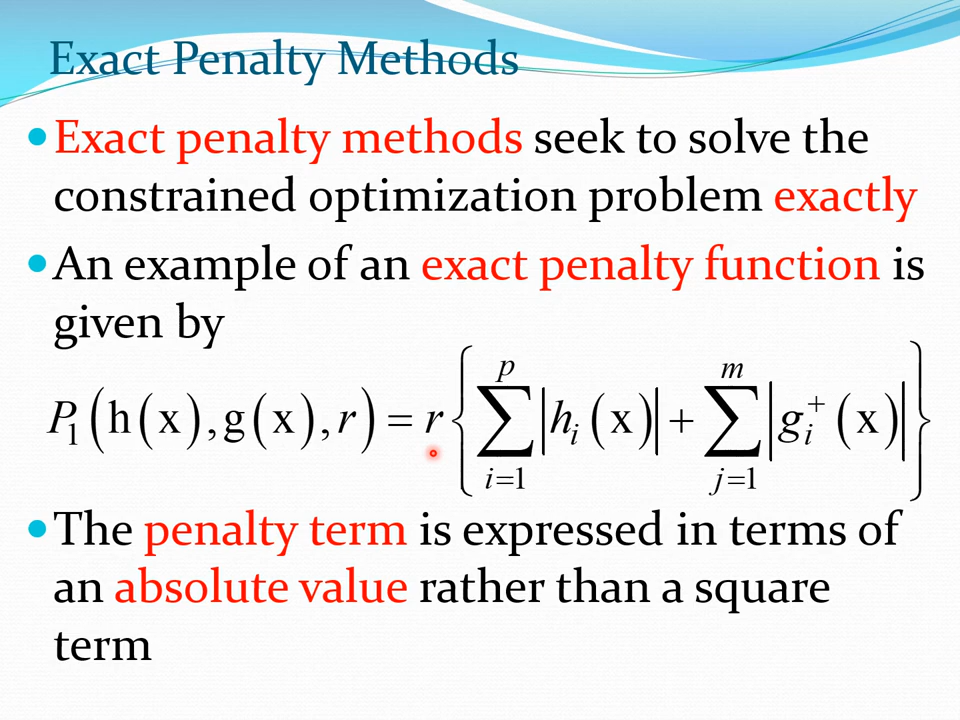 Exact Penalty Methods
• Exact penalty methods seek to solve the
constrained optimization problem exactly
• An example of an exact penalty function is
given by
P₁(h(x),g(x),r) = r{∑_{i=1}^{p}|h_i(x)| + ∑_{j=1}^{m}|g_i^+(x)|}
• The penalty term is expressed in terms of
an absolute value rather than a square
term